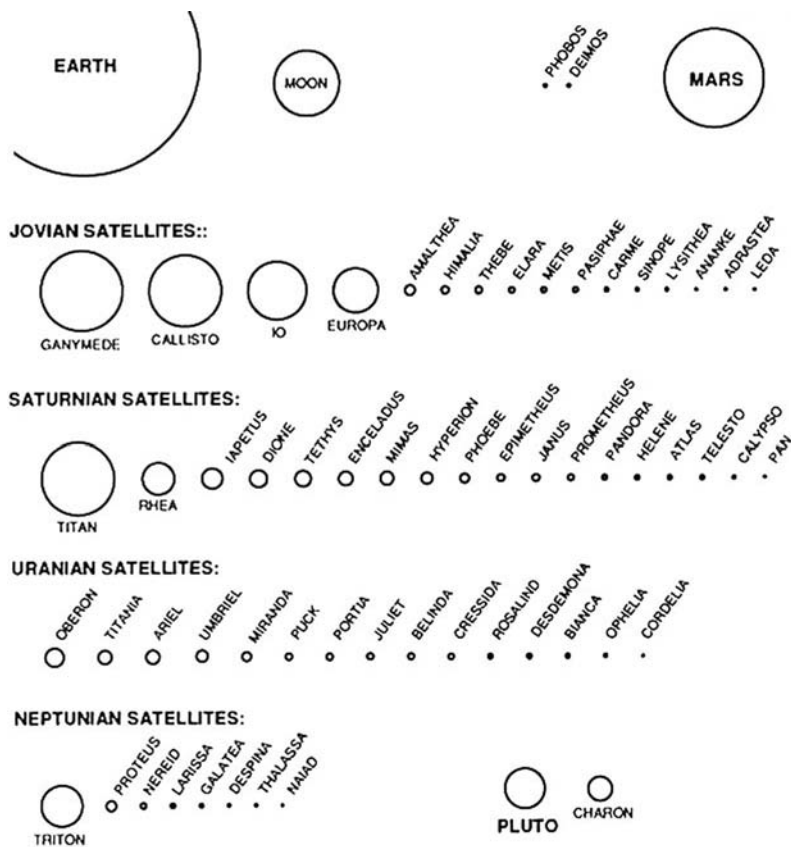 EARTH
MOON
PHOBOS
DEIMOS
MARS
JOVIAN SATELLITES::
GANYMEDE
CALLISTO
IO
EUROPA
AMALTHEA
HIMALIA
THEBE
ELARA
METIS
PASIPHAE
CARME
SINOPE
LYSITHEA
ANANKE
ADRASTEA
LEDA
SATURNIAN SATELLITES:
TITAN
RHEA
IAPETUS
DIONE
TETHYS
ENCELADUS
MIMAS
HYPERION
PHOEBE
EPIMETHEUS
JANUS
PROMETHEUS
PANDORA
HELENE
ATLAS
TELESTO
CALYPSO
PAN
URANIAN SATELLITES:
OBERON
TITANIA
ARIEL
UMBRIEL
MIRANDA
PUCK
PORTIA
JULIET
BELINDA
CRESSIDA
ROSALIND
DESDEMONA
BIANCA
OPHELIA
CORDELIA
NEPTUNIAN SATELLITES:
TRITON
PROTEUS
NEREID
LARISSA
GALATEA
DESPINA
THALASSA
NAIAD
PLUTO
CHARON